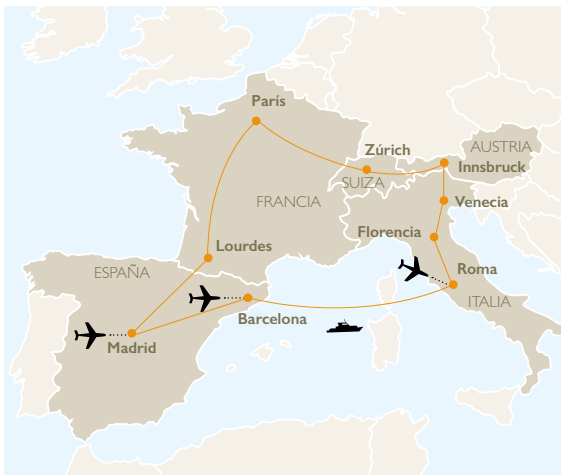 París
Zúrich
AUSTRIA
Innsbruck
SUIZA
FRANCIA
Venecia
Florencia
Lourdes
ESPAÑA
Roma
ITALIA
Barcelona
Madrid